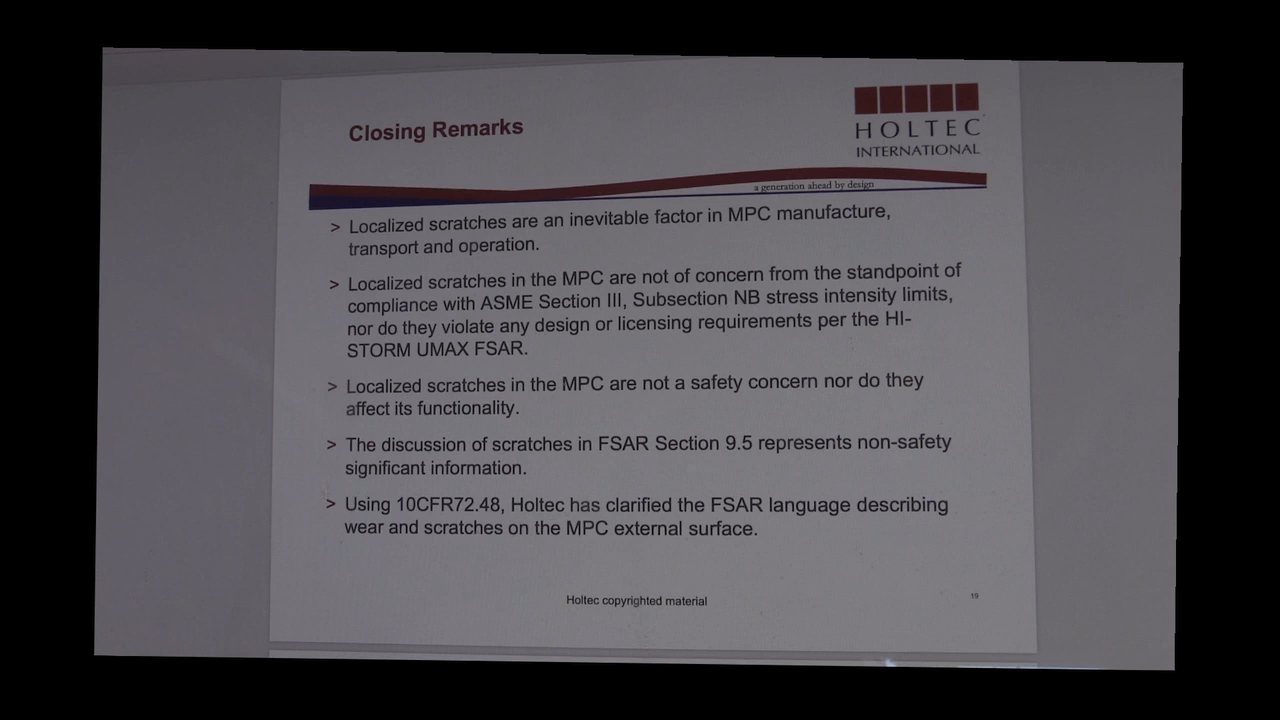 Closing Remarks
HOLTEC
INTERNATIONAL
a generation ahead by design
> Localized scratches are an inevitable factor in MPC manufacture,
transport and operation.
> Localized scratches in the MPC are not of concern from the standpoint of
compliance with ASME Section III, Subsection NB stress intensity limits,
nor do they violate any design or licensing requirements per the HI-
STORM UMAX FSAR.
> Localized scratches in the MPC are not a safety concern nor do they
affect its functionality.
> The discussion of scratches in FSAR Section 9.5 represents non-safety
significant information.
> Using 10CFR72.48, Holtec has clarified the FSAR language describing
wear and scratches on the MPC external surface.
Holtec copyrighted material
19